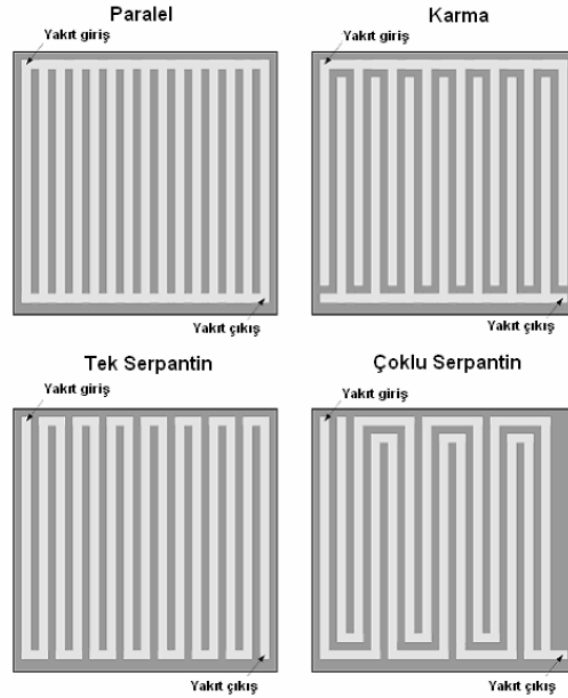 Paralel
Yakıt giriş
Yakıt çıkış
Karma
Yakıt giriş
Yakıt çıkış
Tek Serpantin
Yakıt giriş
Yakıt çıkış
Çoklu Serpantin
Yakıt giriş
Yakıt çıkış